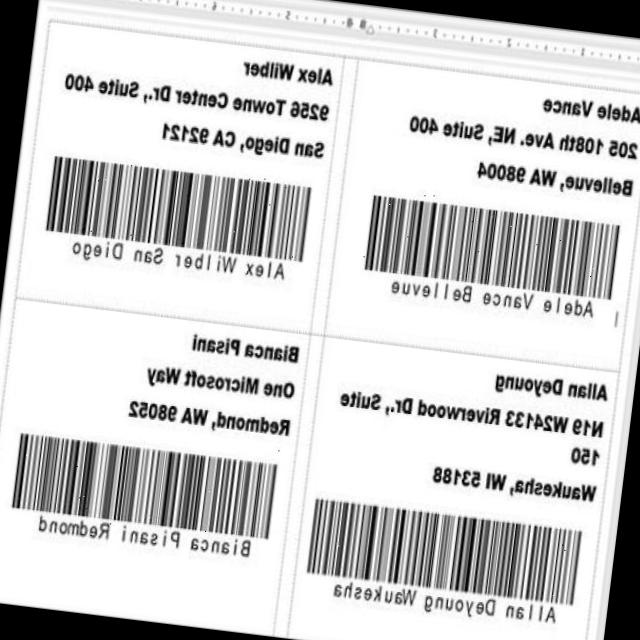 Adele Vance
205 108th Ave. NE, Suite 400
Bellevue, WA 98004
Adele Vance Bellevue
Alex Wilber
9256 Towne Center Dr., Suite 400
San Diego, CA 92121
Alex Wilber San Diego
Allan Deyoung
N19 W24133 Riverwood Dr., Suite
150
Waukesha, WI 53188
Allan Deyoung Waukesha
Bianca Pisani
One Microsoft Way
Redmond, WA 98052
Bianca Pisani Redmond